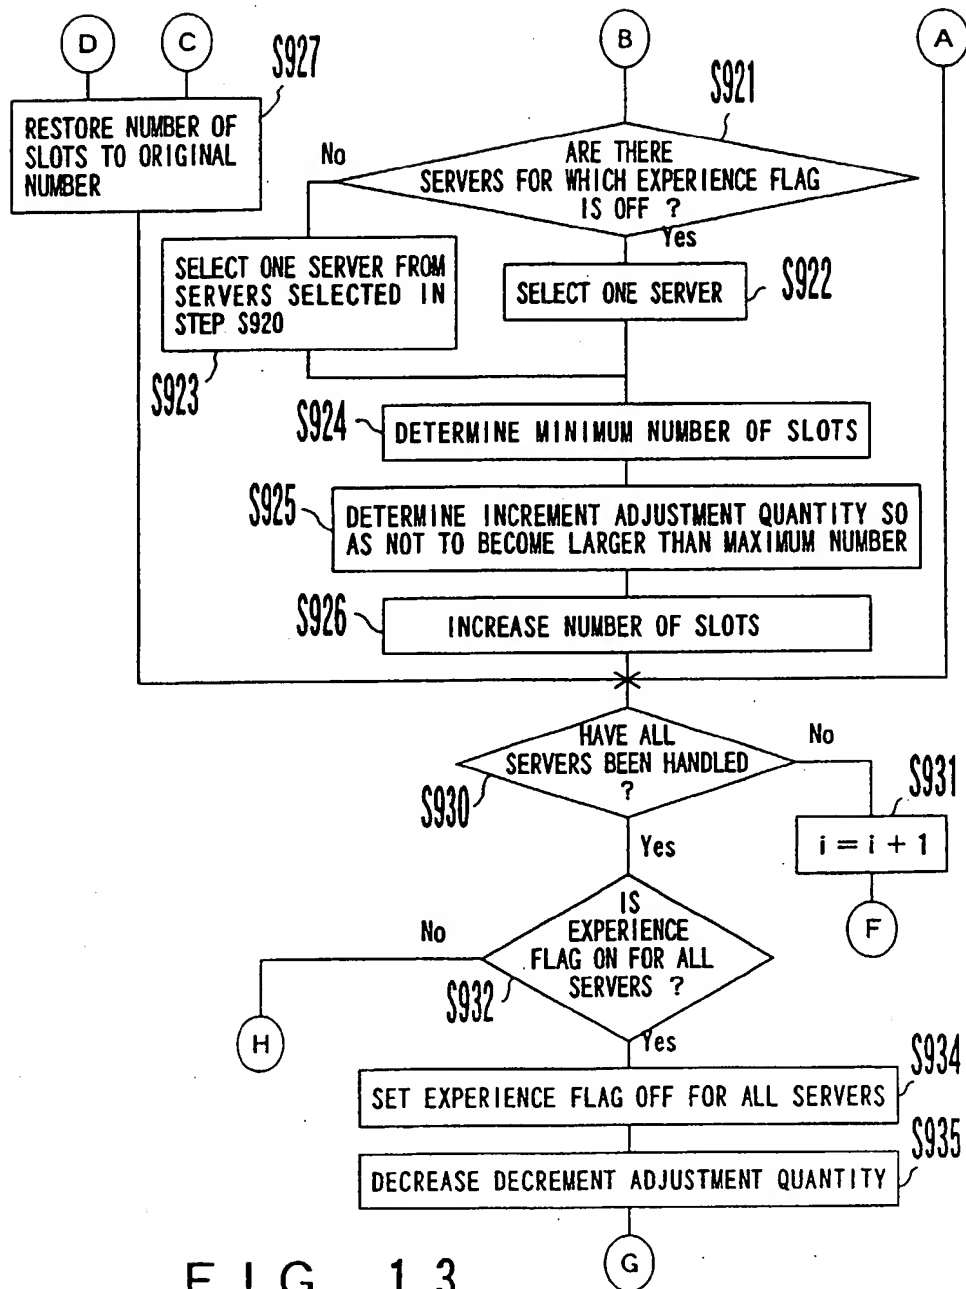 D
C
B
A
S927
S921
RESTORE NUMBER OF
SLOTS TO ORIGINAL
NUMBER
No
ARE THERE
SERVERS FOR WHICH EXPERIENCE FLAG
IS OFF ?
Yes
SELECT ONE SERVER FROM
SERVERS SELECTED IN
STEP S920
S923
SELECT ONE SERVER
S922
S924
DETERMINE MINIMUM NUMBER OF SLOTS
S925
DETERMINE INCREMENT ADJUSTMENT QUANTITY SO
AS NOT TO BECOME LARGER THAN MAXIMUM NUMBER
S926
INCREASE NUMBER OF SLOTS
HAVE ALL
SERVERS BEEN HANDLED
?
No
S930
Yes
S931
i = i + 1
F
IS
EXPERIENCE
FLAG ON FOR ALL
SERVERS ?
No
S932
H
Yes
S934
SET EXPERIENCE FLAG OFF FOR ALL SERVERS
S935
DECREASE DECREMENT ADJUSTMENT QUANTITY
G
FIG. 13